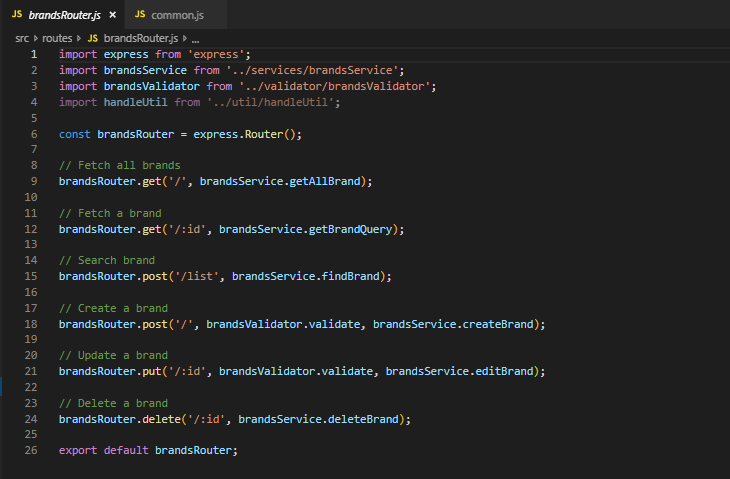 JS brandsRouter.js × JS common.js
src > routes > JS brandsRouter.js > ...
1 import express from 'express';
2 import brandsService from '../services/brandsService';
3 import brandsValidator from '../validator/brandsValidator';
4 import handleUtil from '../util/handleUtil';
5
6 const brandsRouter = express.Router();
7
8 // Fetch all brands
9 brandsRouter.get('/', brandsService.getAllBrand);
10
11 // Fetch a brand
12 brandsRouter.get('/:id', brandsService.getBrandQuery);
13
14 // Search brand
15 brandsRouter.post('/list', brandsService.findBrand);
16
17 // Create a brand
18 brandsRouter.post('/', brandsValidator.validate, brandsService.createBrand);
19
20 // Update a brand
21 brandsRouter.put('/:id', brandsValidator.validate, brandsService.editBrand);
22
23 // Delete a brand
24 brandsRouter.delete('/:id', brandsService.deleteBrand);
25
26 export default brandsRouter;